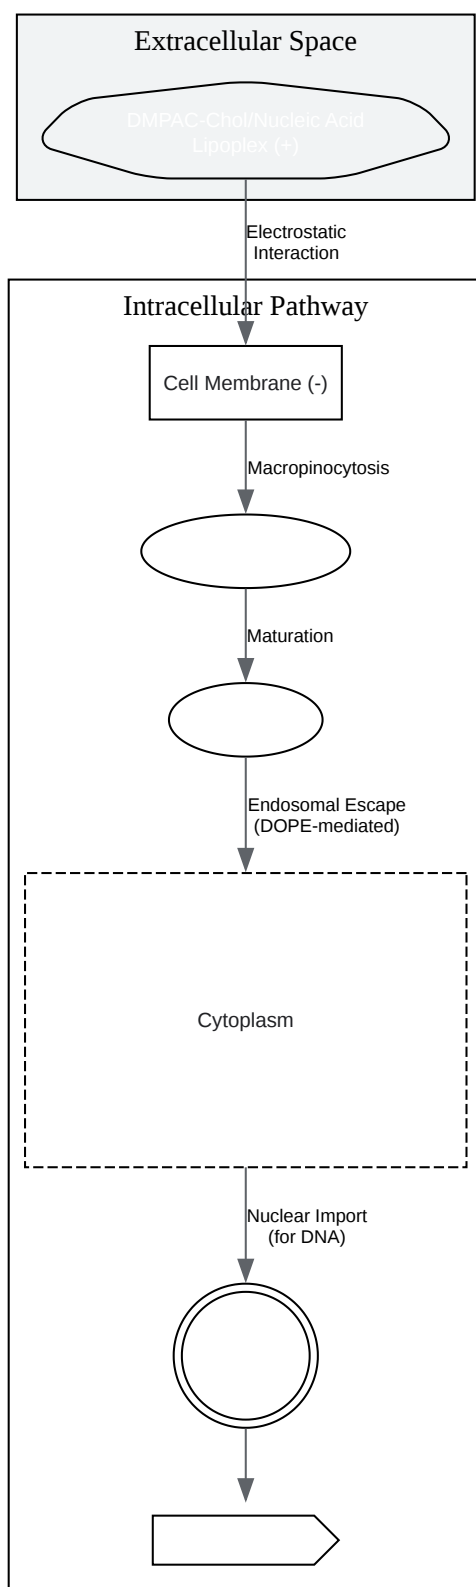 Extracellular Space
DMPAC-Chol/Nucleic Acid
Lipoplex (+)
Electrostatic
Interaction
Intracellular Pathway
Cell Membrane (-)
Macropinocytosis
Maturation
Endosomal Escape
(DOPE-mediated)
Cytoplasm
Nuclear Import
(for DNA)